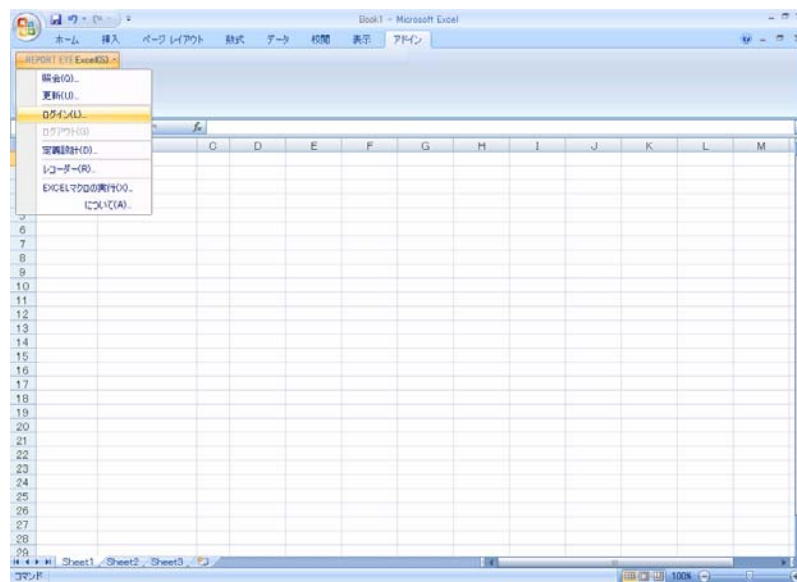 Book1 - Microsoft Excel
ホーム 挿入 ページ レイアウト 数式 データ 校閲 表示 アドイン
REPORT EYE Excel(S)
照会(Q)...
更新(U)...
ログイン(L)...
ログアウト(G)
定義設計(D)...
レコーダー(R)...
EXCELマクロの実行(X)...
について(A)...
fx
C D E F G H I J K L M
5
6
7
8
9
10
11
12
13
14
15
16
17
18
19
20
21
22
23
24
25
26
27
28
29
Sheet1 Sheet2 Sheet3
コマンド 100%